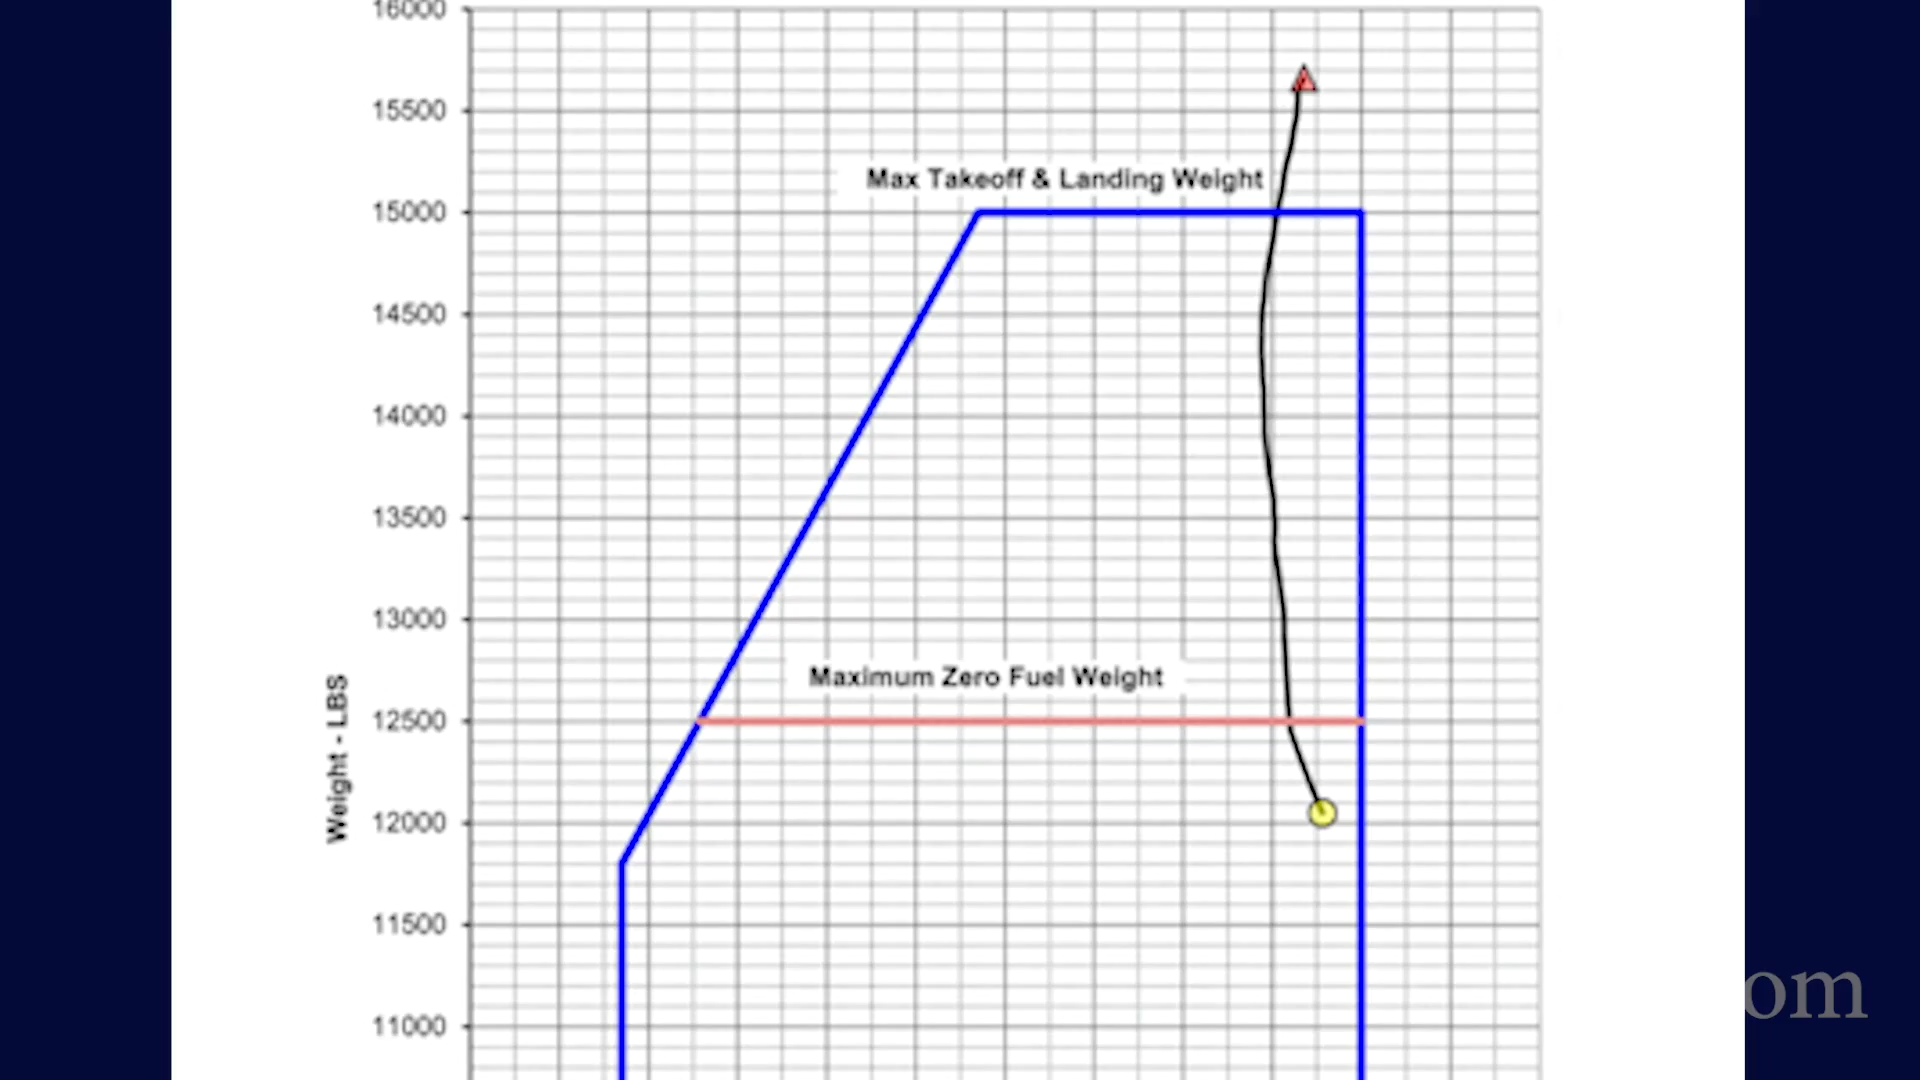 16000
15500
Max Takeoff & Landing Weight
15000
14500
14000
13500
13000
Maximum Zero Fuel Weight
12500
Weight - LBS
12000
11500
11000
om